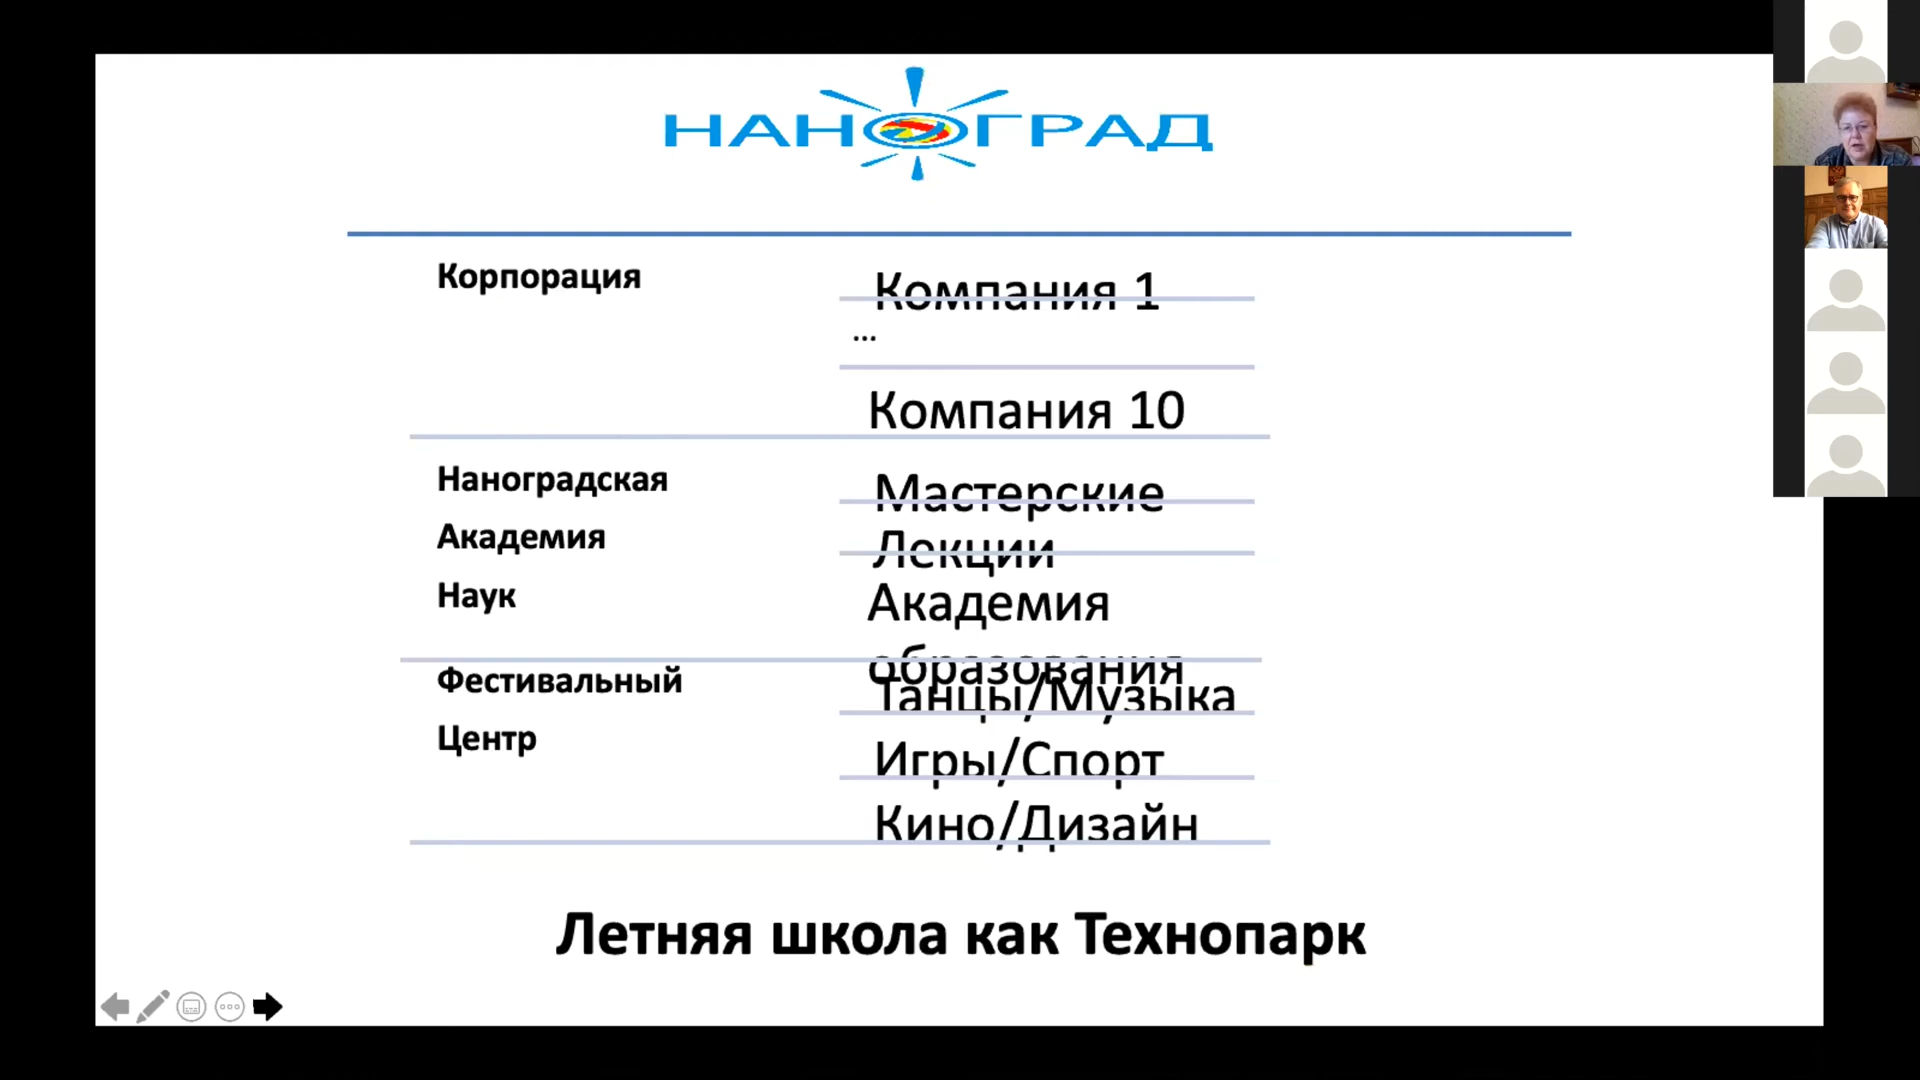 НАНОГРАД
Корпорация
Компания 1
...
Компания 10
Наноградская
Академия
Наук
Мастерские
Лекции
Академия
образования
Фестивальный
Центр
Танцы/Музыка
Игры/Спорт
Кино/Дизайн
Летняя школа как Технопарк